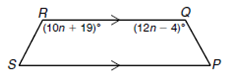 R Q
(10n + 19)° (12n − 4)°
S P